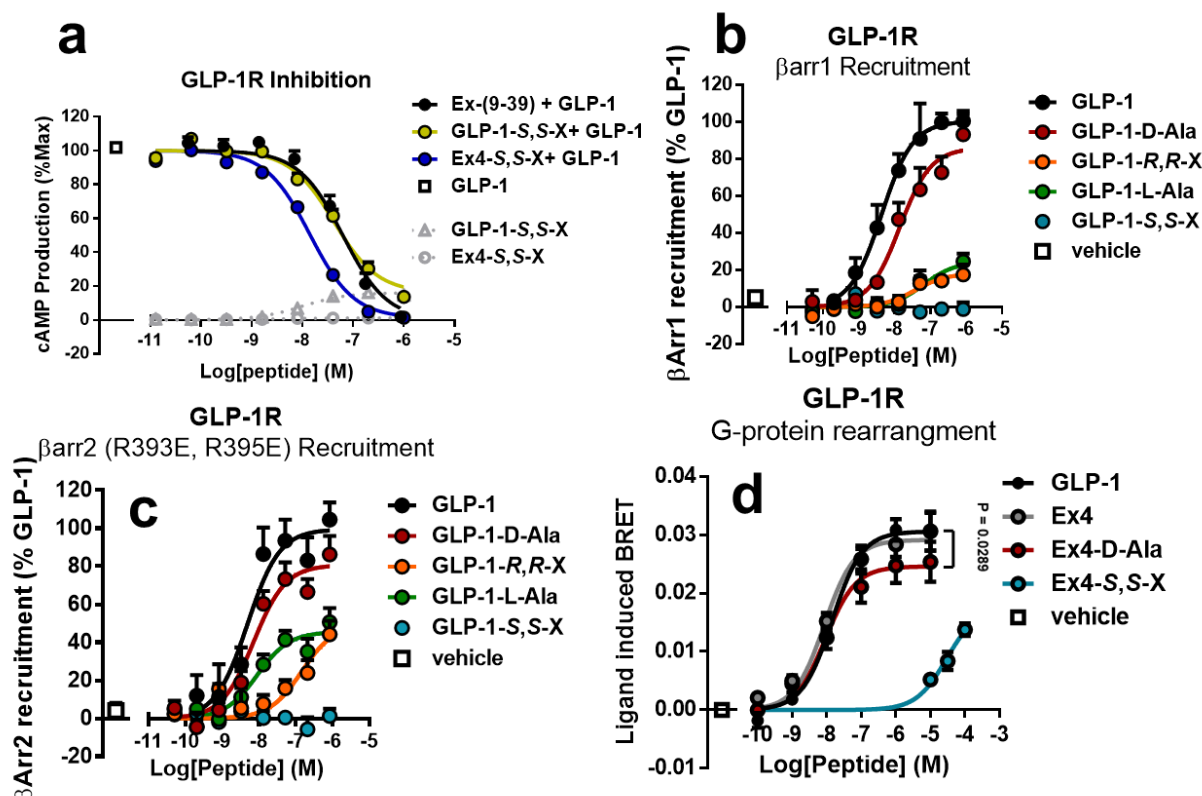 a
GLP-1R Inhibition
cAMP Production (%Max)
120
100
80
60
40
20
0
-20
-11 -10 -9 -8 -7 -6 -5
Log[peptide] (M)
Ex-(9-39) + GLP-1
GLP-1-S,S-X+ GLP-1
Ex4-S,S-X+ GLP-1
GLP-1
GLP-1-S,S-X
Ex4-S,S-X
b
GLP-1R
βarr1 Recruitment
βArr1 recruitment (% GLP-1)
120
100
80
60
40
20
0
-20
-11 -10 -9 -8 -7 -6 -5
Log[Peptide] (M)
GLP-1
GLP-1-D-Ala
GLP-1-R,R-X
GLP-1-L-Ala
GLP-1-S,S-X
vehicle
c
GLP-1R
βarr2 (R393E, R395E) Recruitment
βArr2 recruitment (% GLP-1)
120
100
80
60
40
20
0
-20
-11 -10 -9 -8 -7 -6 -5
Log[Peptide] (M)
GLP-1
GLP-1-D-Ala
GLP-1-R,R-X
GLP-1-L-Ala
GLP-1-S,S-X
vehicle
d
GLP-1R
G-protein rearrangment
Ligand induced BRET
0.04
0.03
0.02
0.01
0.00
-0.01
-10 -9 -8 -7 -6 -5 -4 -3
Log[Peptide] (M)
P = 0.0289
GLP-1
Ex4
Ex4-D-Ala
Ex4-S,S-X
vehicle